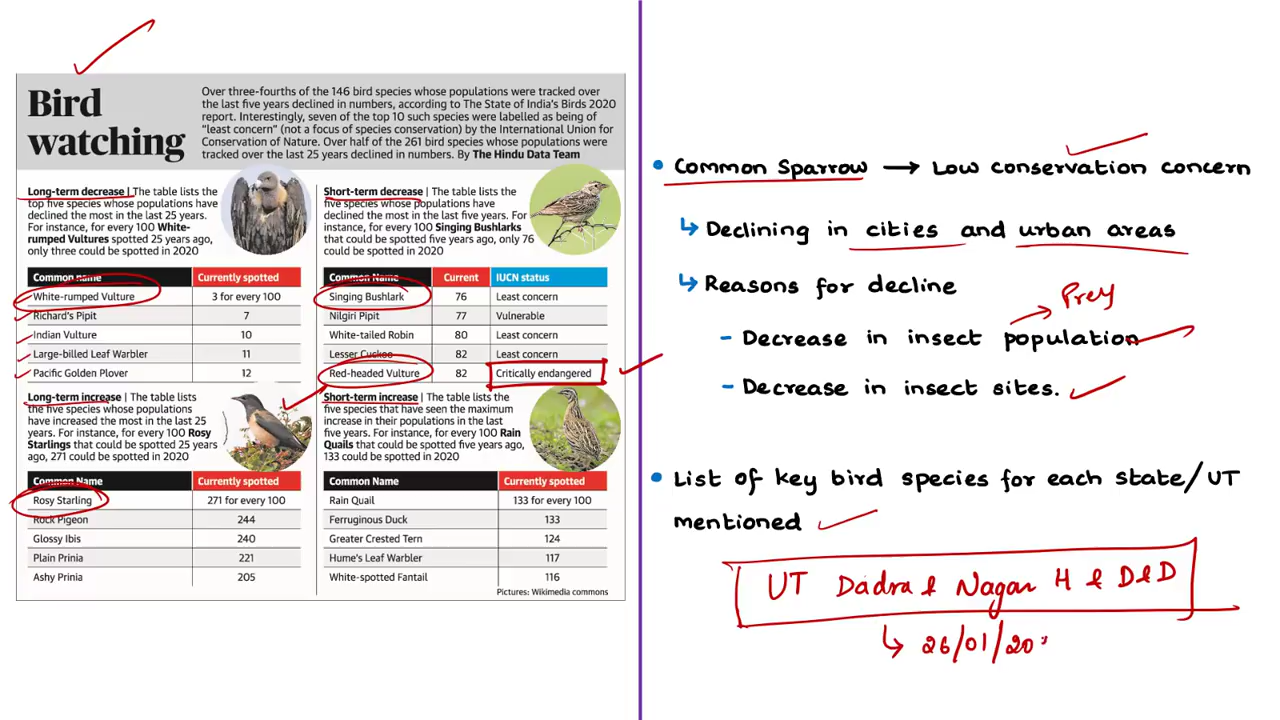 Bird
watching
Over three-fourths of the 146 bird species whose populations were tracked over
the last five years declined in numbers, according to The State of India's Birds 2020
report. Interestingly, seven of the top 10 such species were labelled as being of
"least concern" (not a focus of species conservation) by the International Union for
Conservation of Nature. Over half of the 261 bird species whose populations were
tracked over the last 25 years declined in numbers. By The Hindu Data Team
Long-term decrease | The table lists the
top five species whose populations have
declined the most in the last 25 years.
For instance, for every 100 White-
rumped Vultures spotted 25 years ago,
only three could be spotted in 2020
Common name Currently spotted
White-rumped Vulture 3 for every 100
Richard's Pipit 7
Indian Vulture 10
Large-billed Leaf Warbler 11
Pacific Golden Plover 12
Short-term decrease | The table lists the
five species whose populations have
declined the most in the last five years. For
instance, for every 100 Singing Bushlarks
that could be spotted five years ago, only 76
could be spotted in 2020
Common Name Current IUCN status
Singing Bushlark 76 Least concern
Nilgiri Pipit 77 Vulnerable
White-tailed Robin 80 Least concern
Lesser Cuckoo 82 Least concern
Red-headed Vulture 82 Critically endangered
Long-term increase | The table lists
the five species whose populations
have increased the most in the last 25
years. For instance, for every 100 Rosy
Starlings that could be spotted 25 years
ago, 271 could be spotted in 2020
Common Name Currently spotted
Rosy Starling 271 for every 100
Rock Pigeon 244
Glossy Ibis 240
Plain Prinia 221
Ashy Prinia 205
Short-term increase | The table lists the
five species that have seen the maximum
increase in their populations in the last
five years. For instance, for every 100 Rain
Quails that could be spotted five years ago,
133 could be spotted in 2020
Common Name Currently spotted
Rain Quail 133 for every 100
Ferruginous Duck 133
Greater Crested Tern 124
Hume's Leaf Warbler 117
White-spotted Fantail 116
Pictures: Wikimedia commons
• Common Sparrow → Low conservation concern
↳ Declining in cities and urban areas
↳ Reasons for decline
Prey
- Decrease in insect population
- Decrease in insect sites.
• List of key bird species for each state/UT
mentioned
UT Dadra & Nagar H & D&D
↳ 26/01/20